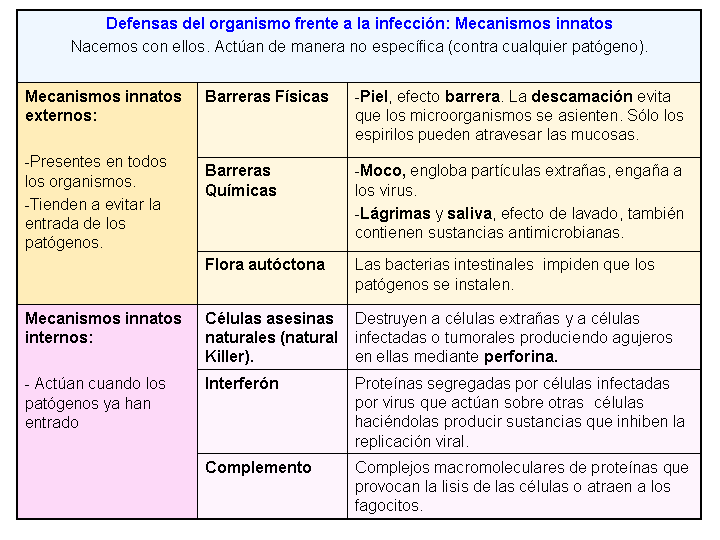 Defensas del organismo frente a la infección: Mecanismos innatos
Nacemos con ellos. Actúan de manera no específica (contra cualquier patógeno).
Mecanismos innatos
externos:
-Presentes en todos
los organismos.
-Tienden a evitar la
entrada de los
patógenos.
Barreras Físicas
-Piel, efecto barrera. La descamación evita
que los microorganismos se asienten. Sólo los
espirilos pueden atravesar las mucosas.
Barreras
Químicas
-Moco, engloba partículas extrañas, engaña a
los virus.
-Lágrimas y saliva, efecto de lavado, también
contienen sustancias antimicrobianas.
Flora autóctona
Las bacterias intestinales impiden que los
patógenos se instalen.
Mecanismos innatos
internos:
- Actúan cuando los
patógenos ya han
entrado
Células asesinas
naturales (natural
Killer).
Destruyen a células extrañas y a células
infectadas o tumorales produciendo agujeros
en ellas mediante perforina.
Interferón
Proteínas segregadas por células infectadas
por virus que actúan sobre otras células
haciéndolas producir sustancias que inhiben la
replicación viral.
Complemento
Complejos macromoleculares de proteínas que
provocan la lisis de las células o atraen a los
fagocitos.